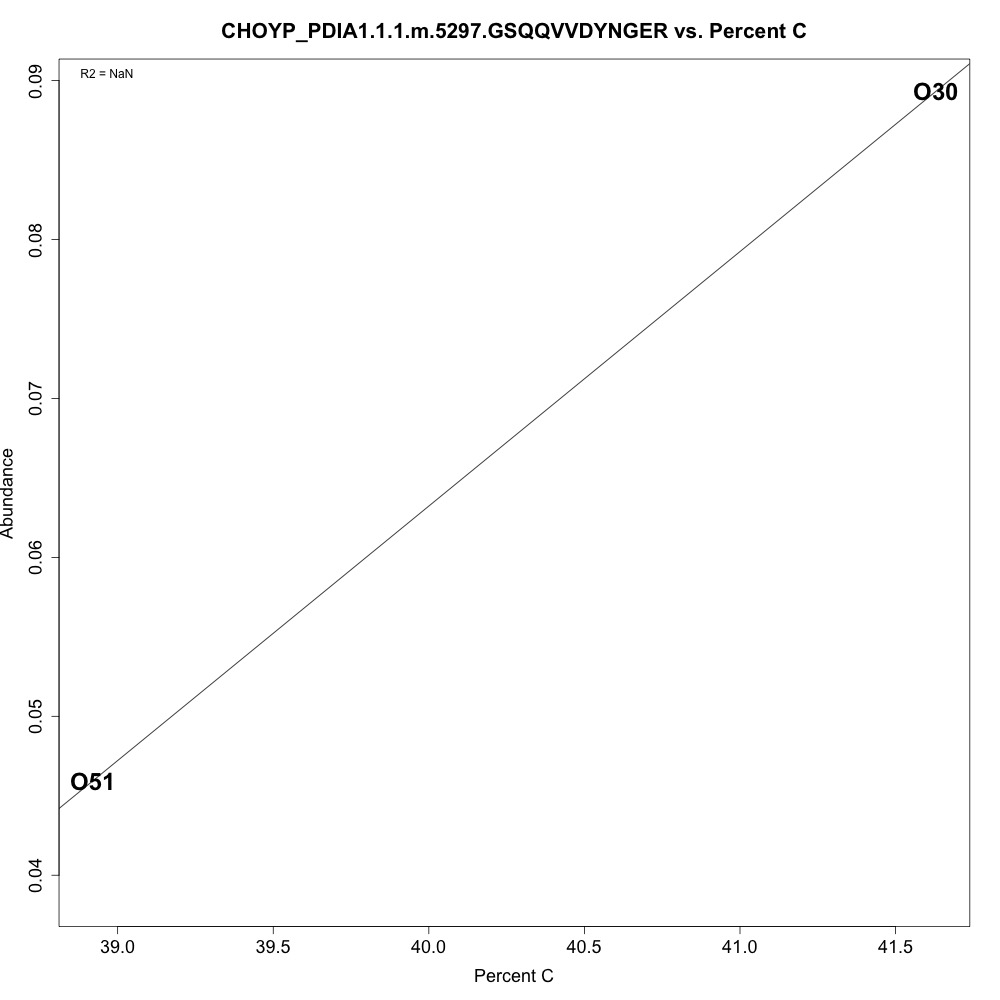 CHOYP_PDIA1.1.1.m.5297.GSQQVVDYNGER vs. Percent C
R2 = NaN
0.09
O30
0.08
0.07
Abundance
0.06
0.05
O51
0.04
39.0 39.5 40.0 40.5 41.0 41.5
Percent C